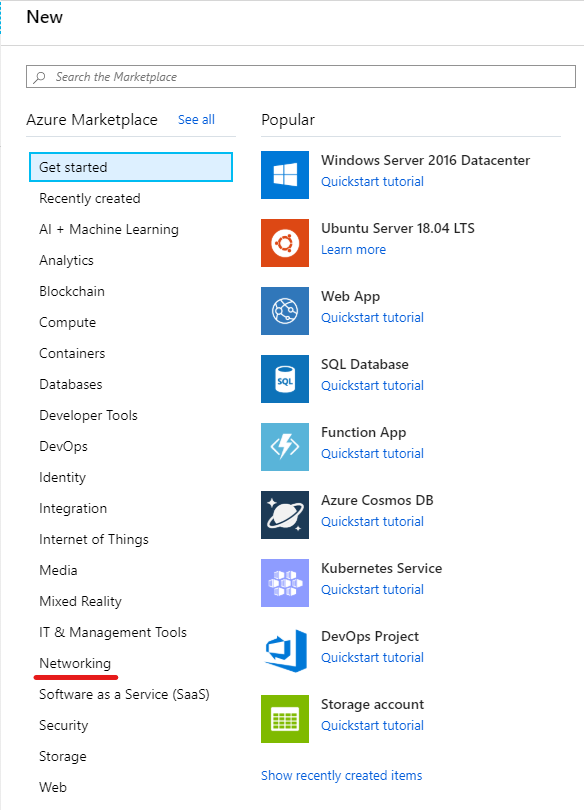 New
Search the Marketplace
Azure Marketplace
See all
Get started
Recently created
AI + Machine Learning
Analytics
Blockchain
Compute
Containers
Databases
Developer Tools
DevOps
Identity
Integration
Internet of Things
Media
Mixed Reality
IT & Management Tools
Networking
Software as a Service (SaaS)
Security
Storage
Web
Popular
Windows Server 2016 Datacenter
Quickstart tutorial
Ubuntu Server 18.04 LTS
Learn more
Web App
Quickstart tutorial
SQL
SQL Database
Quickstart tutorial
Function App
Quickstart tutorial
Azure Cosmos DB
Quickstart tutorial
Kubernetes Service
Quickstart tutorial
DevOps Project
Quickstart tutorial
Storage account
Quickstart tutorial
Show recently created items